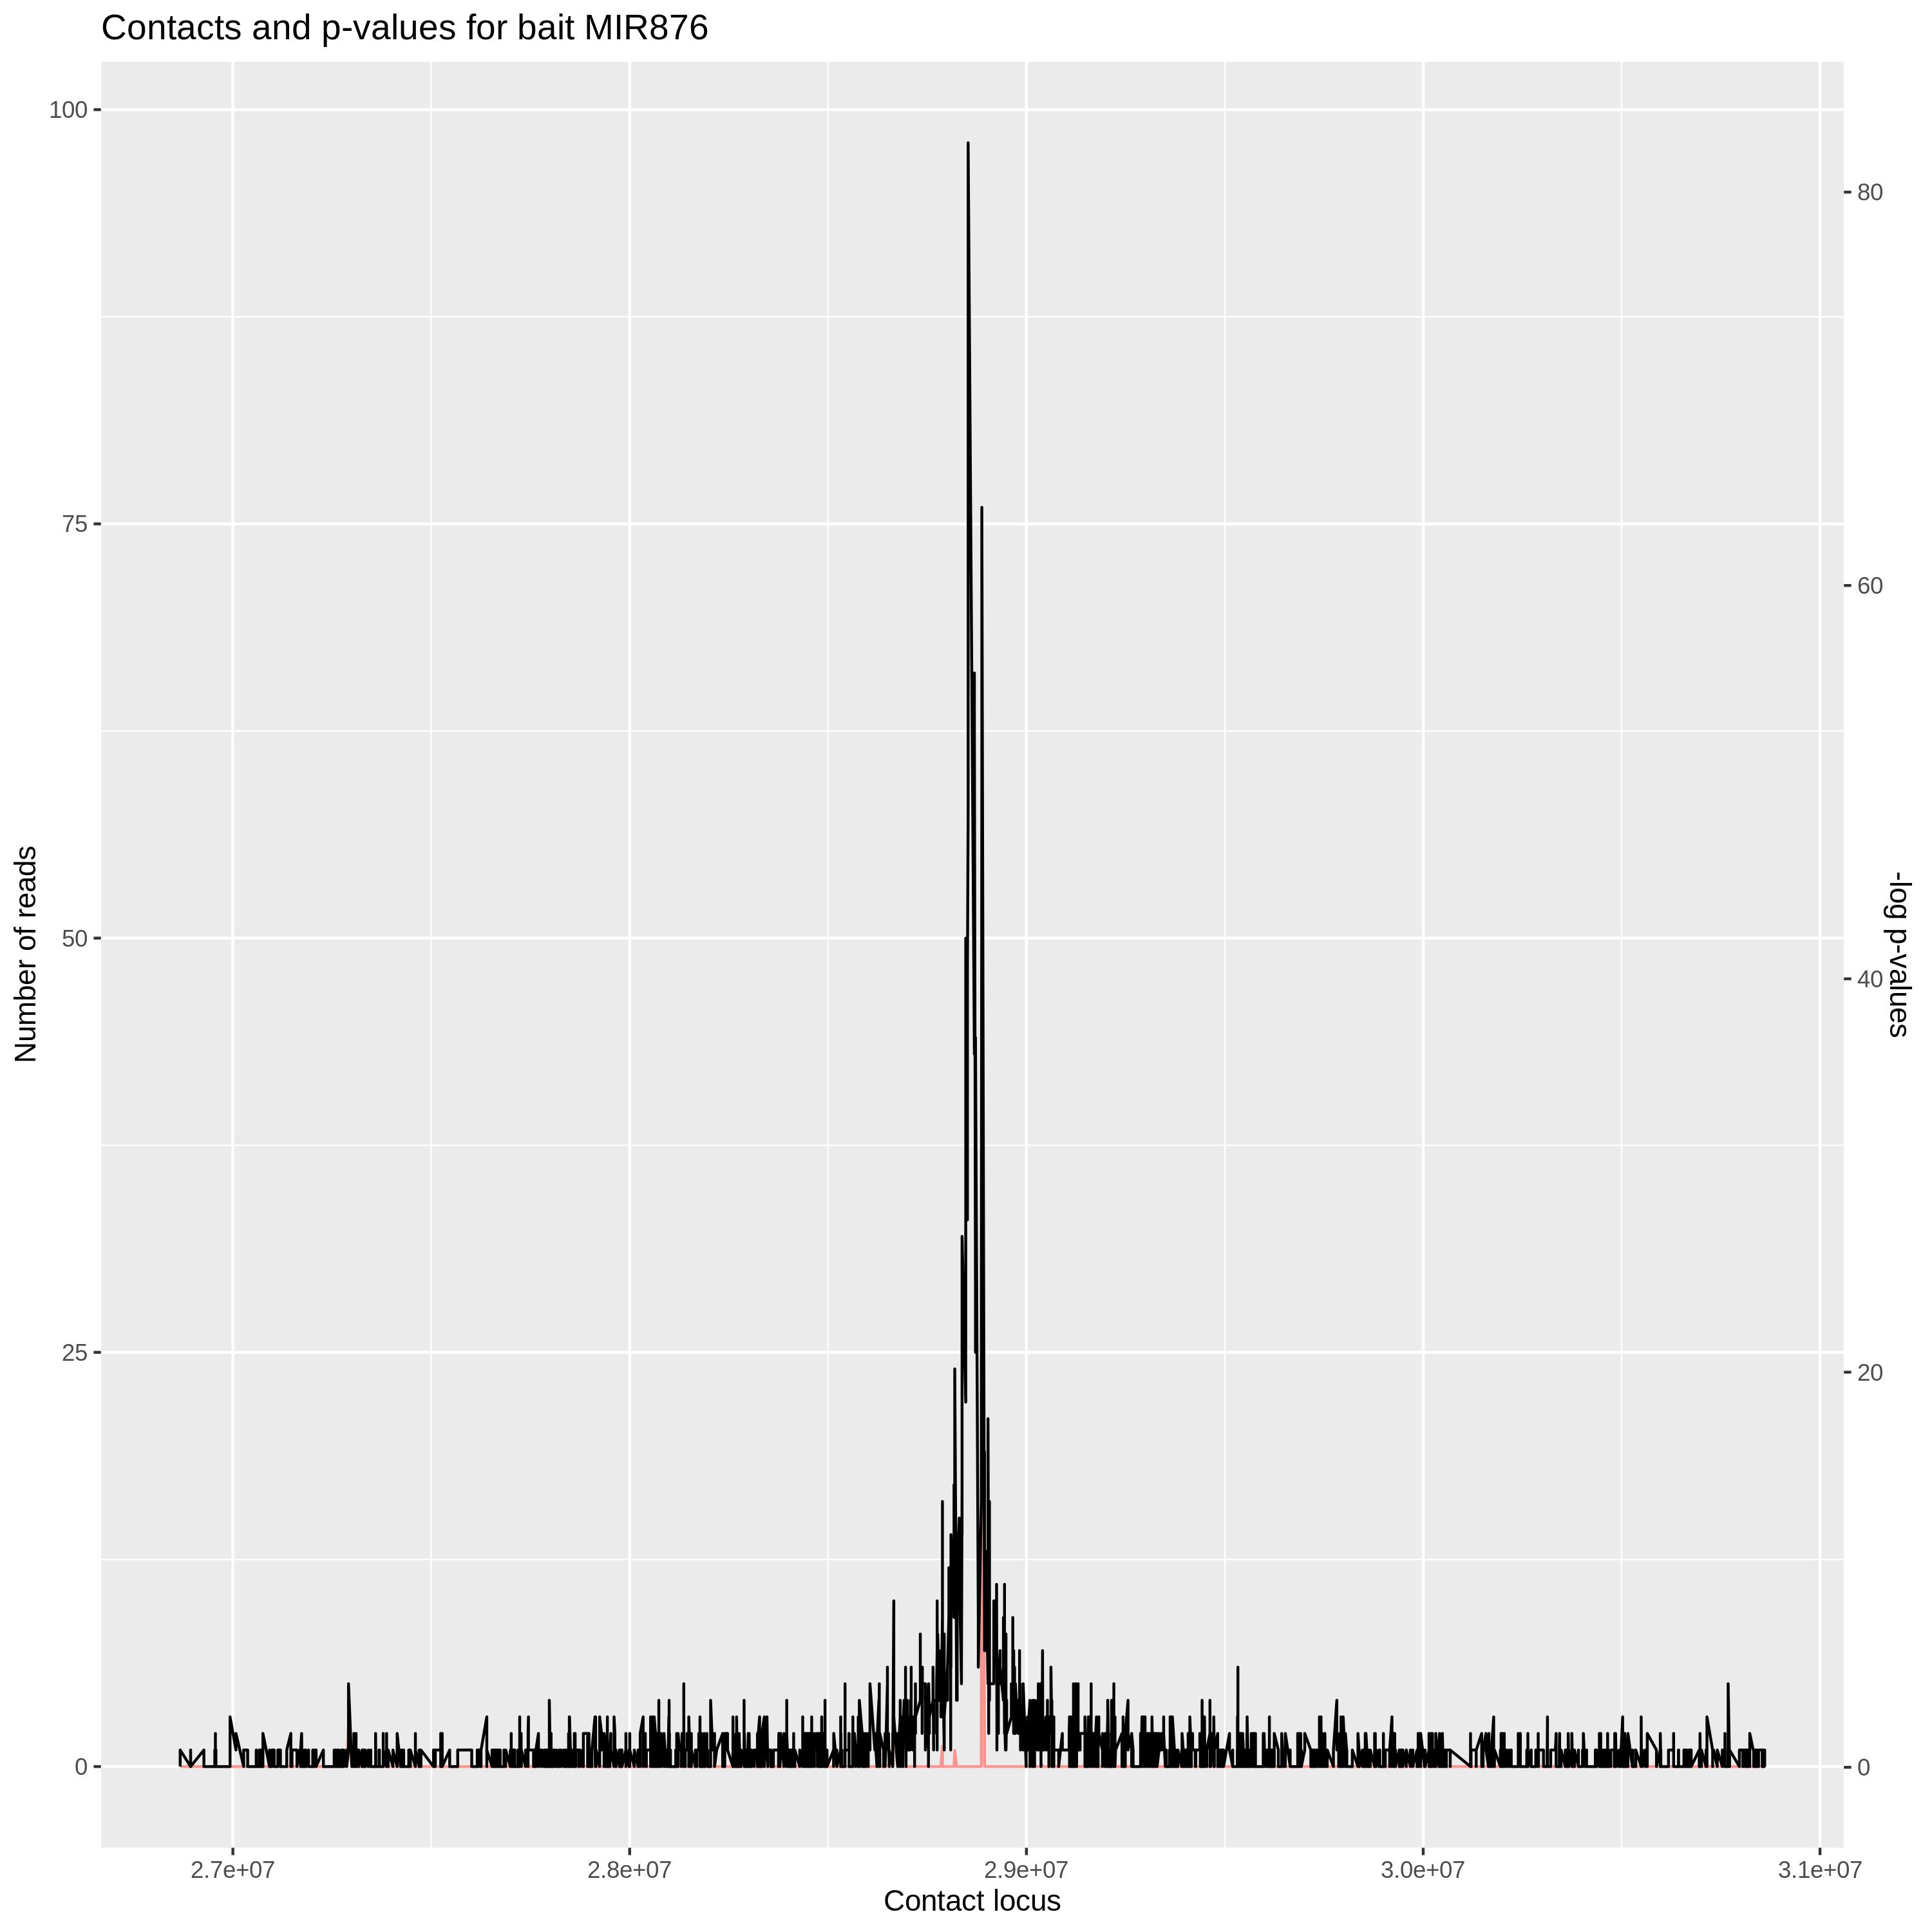 Contacts and p-values for bait MIR876
100
75
50
25
0
Number of reads
80
60
40
20
0
-log p-values
2.7e+07
2.8e+07
2.9e+07
3.0e+07
3.1e+07
Contact locus